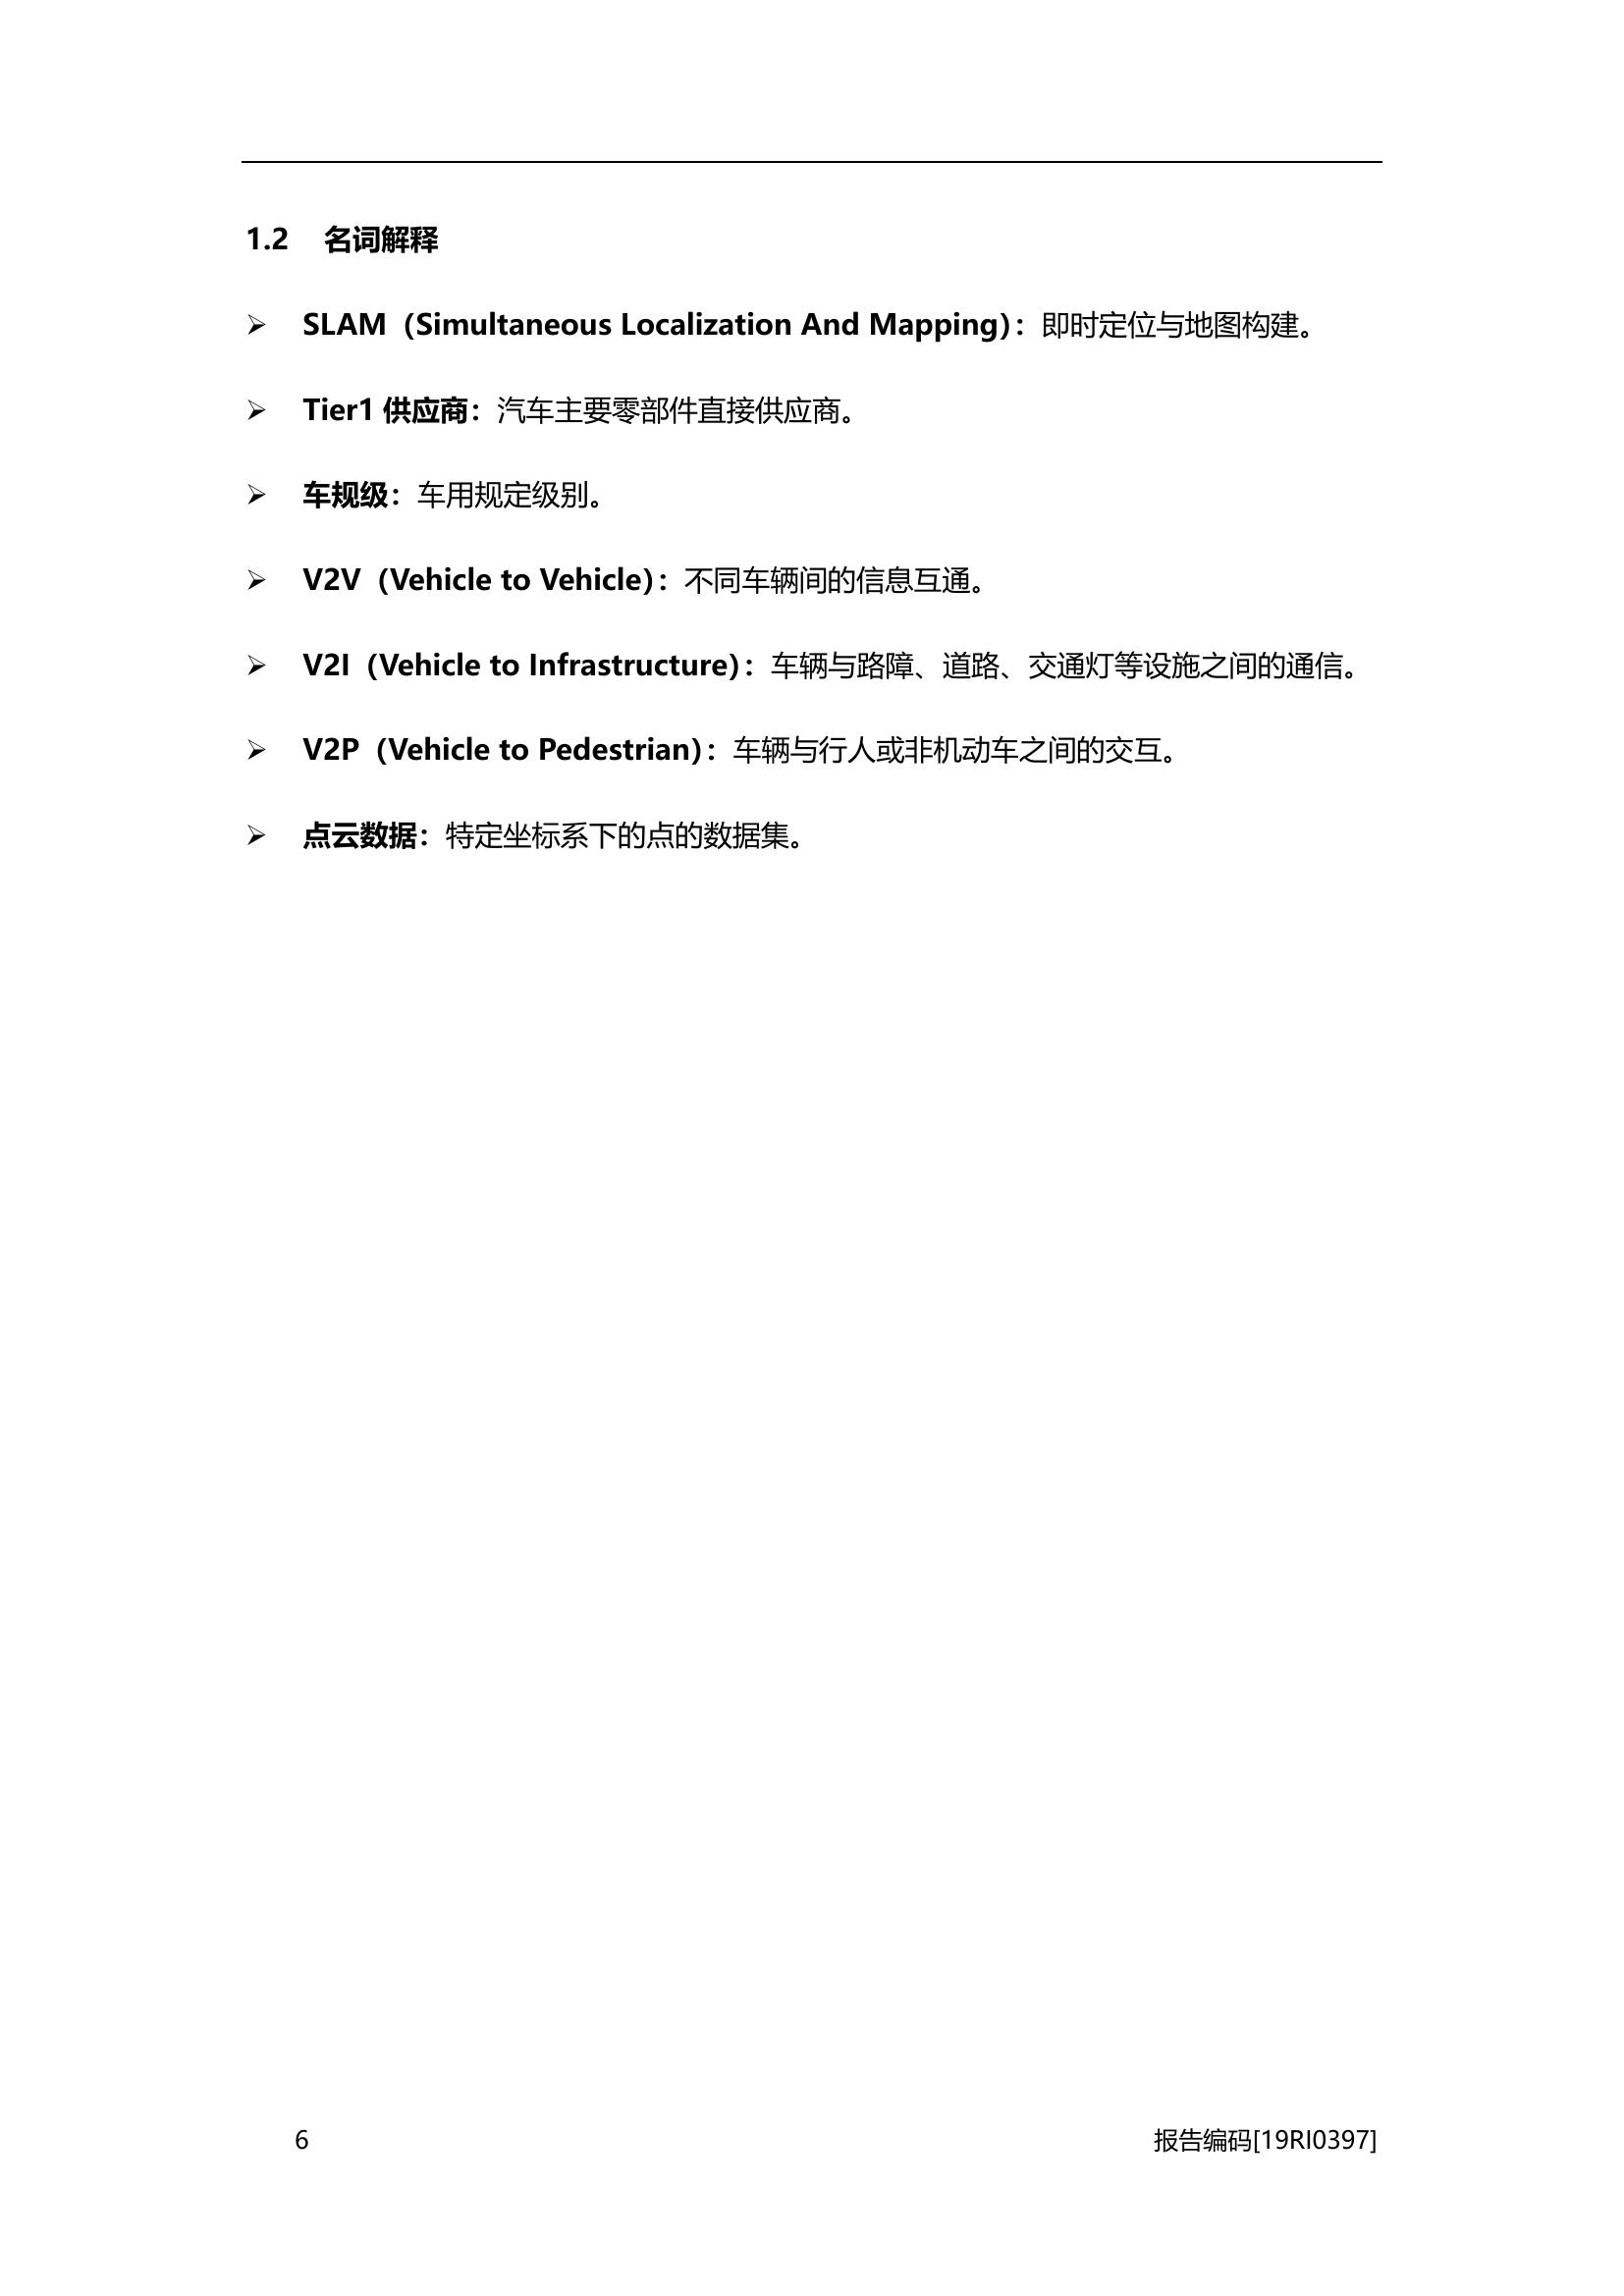 1.2 名词解释
➢ SLAM（Simultaneous Localization And Mapping）：即时定位与地图构建。
➢ Tier1 供应商：汽车主要零部件直接供应商。
➢ 车规级：车用规定级别。
➢ V2V（Vehicle to Vehicle）：不同车辆间的信息互通。
➢ V2I（Vehicle to Infrastructure）：车辆与路障、道路、交通灯等设施之间的通信。
➢ V2P（Vehicle to Pedestrian）：车辆与行人或非机动车之间的交互。
➢ 点云数据：特定坐标系下的点的数据集。
6 报告编码[19RI0397]